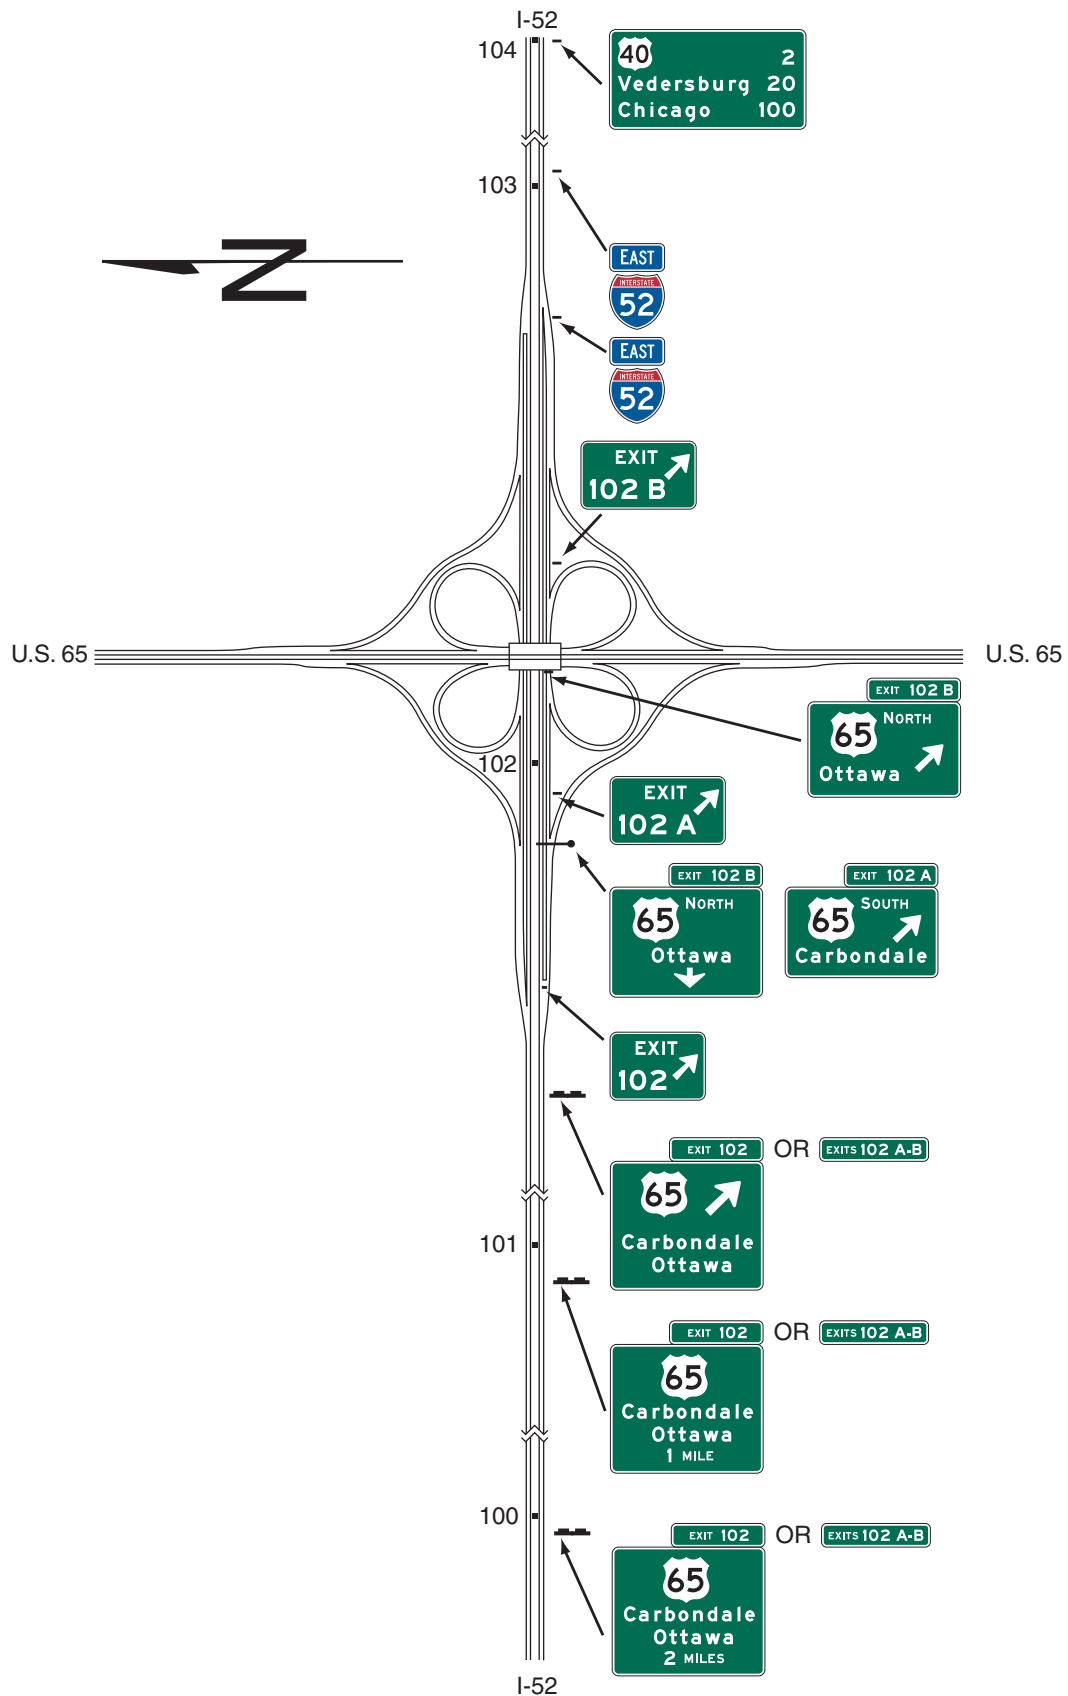 I-52
104
40 2
Vedersburg 20
Chicago 100
103
N
EAST
INTERSTATE
52
EAST
INTERSTATE
52
EXIT
102 B
U.S. 65
U.S. 65
EXIT 102 B
65 NORTH
Ottawa
102
EXIT
102 A
EXIT 102 B
65 NORTH
Ottawa
EXIT 102 A
65 SOUTH
Carbondale
EXIT
102
EXIT 102 OR EXITS 102 A-B
65
Carbondale
Ottawa
101
EXIT 102 OR EXITS 102 A-B
65
Carbondale
Ottawa
1 MILE
100
EXIT 102 OR EXITS 102 A-B
65
Carbondale
Ottawa
2 MILES
I-52